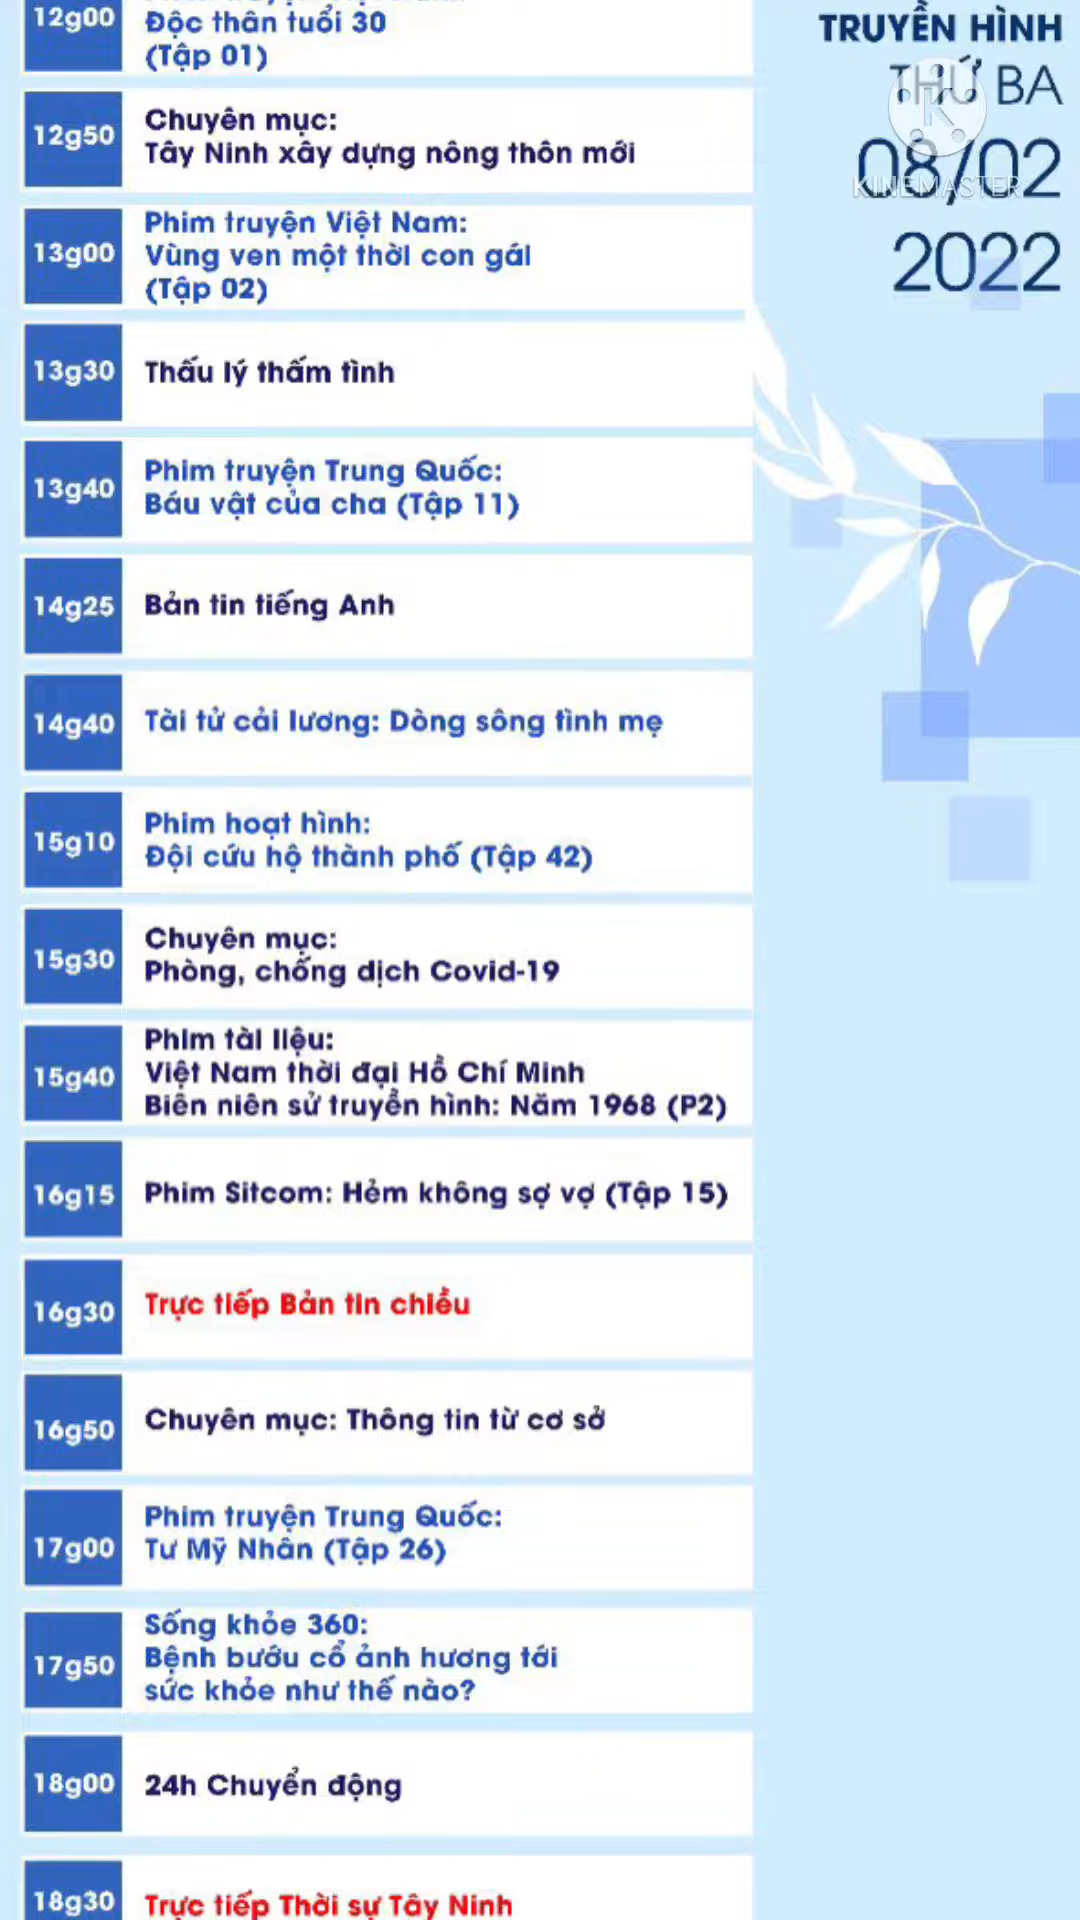 12g00
Độc thân tuổi 30
(Tập 01)
12g50
Chuyên mục:
Tây Ninh xây dựng nông thôn mới
13g00
Phim truyện Việt Nam:
Vùng ven một thời con gái
(Tập 02)
13g30
Thấu lý thấm tình
13g40
Phim truyện Trung Quốc:
Báu vật của cha (Tập 11)
14g25
Bản tin tiếng Anh
14g40
Tài tử cải lương: Dòng sông tình mẹ
15g10
Phim hoạt hình:
Đội cứu hộ thành phố (Tập 42)
15g30
Chuyên mục:
Phòng, chống dịch Covid-19
15g40
Phim tài liệu:
Việt Nam thời đại Hồ Chí Minh
Biên niên sử truyền hình: Năm 1968 (P2)
16g15
Phim Sitcom: Hẻm không sợ vợ (Tập 15)
16g30
Trực tiếp Bản tin chiều
16g50
Chuyên mục: Thông tin từ cơ sở
17g00
Phim truyện Trung Quốc:
Tư Mỹ Nhân (Tập 26)
17g50
Sống khỏe 360:
Bệnh bướu cổ ảnh hương tới
sức khỏe như thế nào?
18g00
24h Chuyển động
18g30
Trực tiếp Thời sự Tây Ninh
TRUYỀN HÌNH
THỨ BA
08/02
2022
K
KINEMASTER